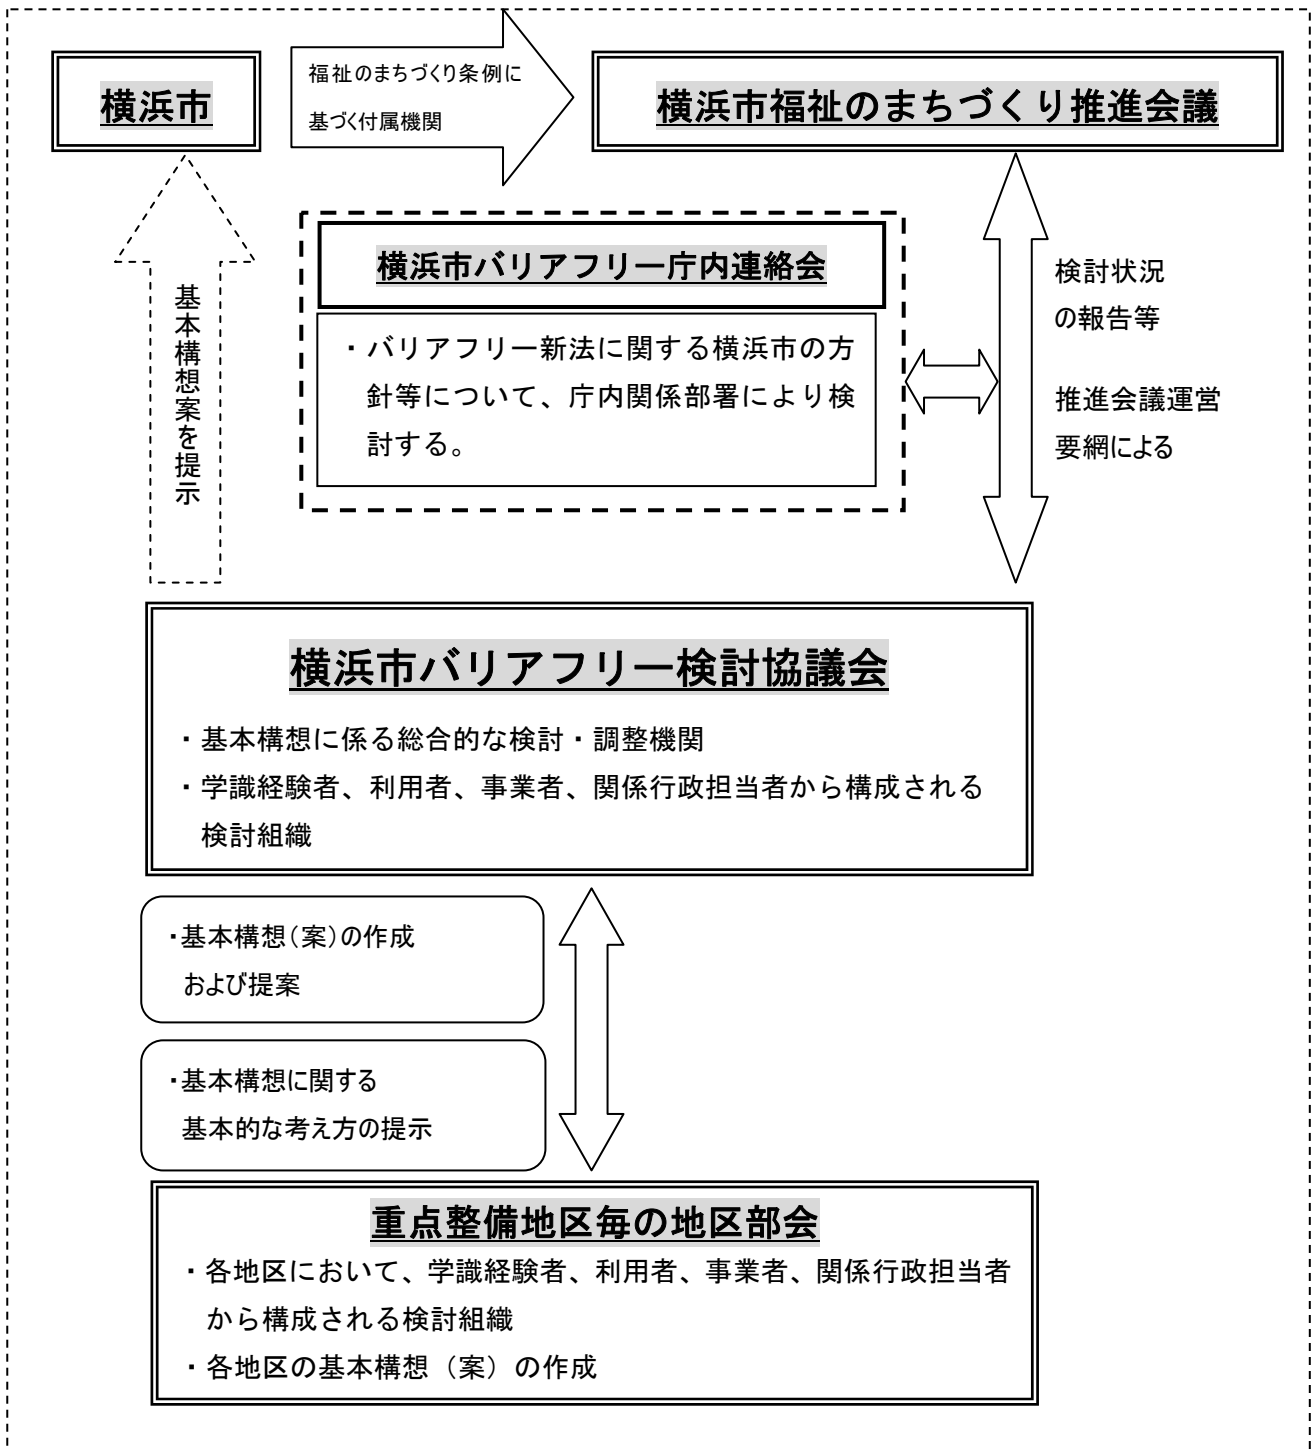 横浜市
福祉のまちづくり条例に
基づく付属機関
横浜市福祉のまちづくり推進会議
横浜市バリアフリー庁内連絡会
・バリアフリー新法に関する横浜市の方
針等について、庁内関係部署により検
討する。
検討状況
の報告等
推進会議運営
要網による
基本構想案を提示
横浜市バリアフリー検討協議会
・基本構想に係る総合的な検討・調整機関
・学識経験者、利用者、事業者、関係行政担当者から構成される
検討組織
・基本構想（案）の作成
および提案
・基本構想に関する
基本的な考え方の提示
重点整備地区毎の地区部会
・各地区において、学識経験者、利用者、事業者、関係行政担当者
から構成される検討組織
・各地区の基本構想（案）の作成